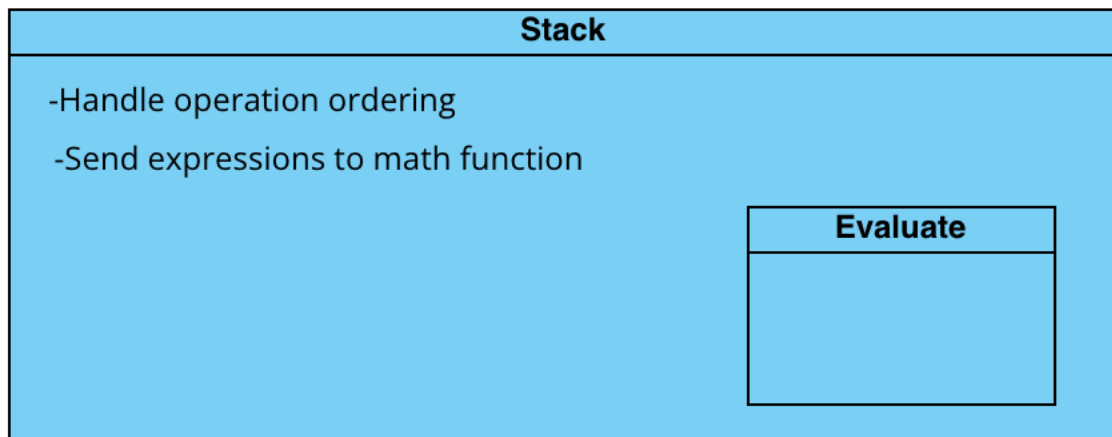 Stack
-Handle operation ordering
-Send expressions to math function
Evaluate